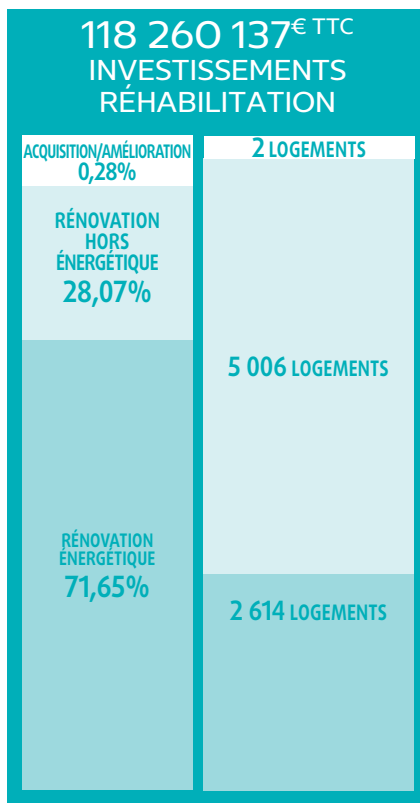 118 260 137€ TTC
INVESTISSEMENTS
RÉHABILITATION
ACQUISITION/AMÉLIORATION
0,28%
2 LOGEMENTS
RÉNOVATION
HORS
ÉNERGÉTIQUE
28,07%
5 006 LOGEMENTS
RÉNOVATION
ÉNERGÉTIQUE
71,65%
2 614 LOGEMENTS